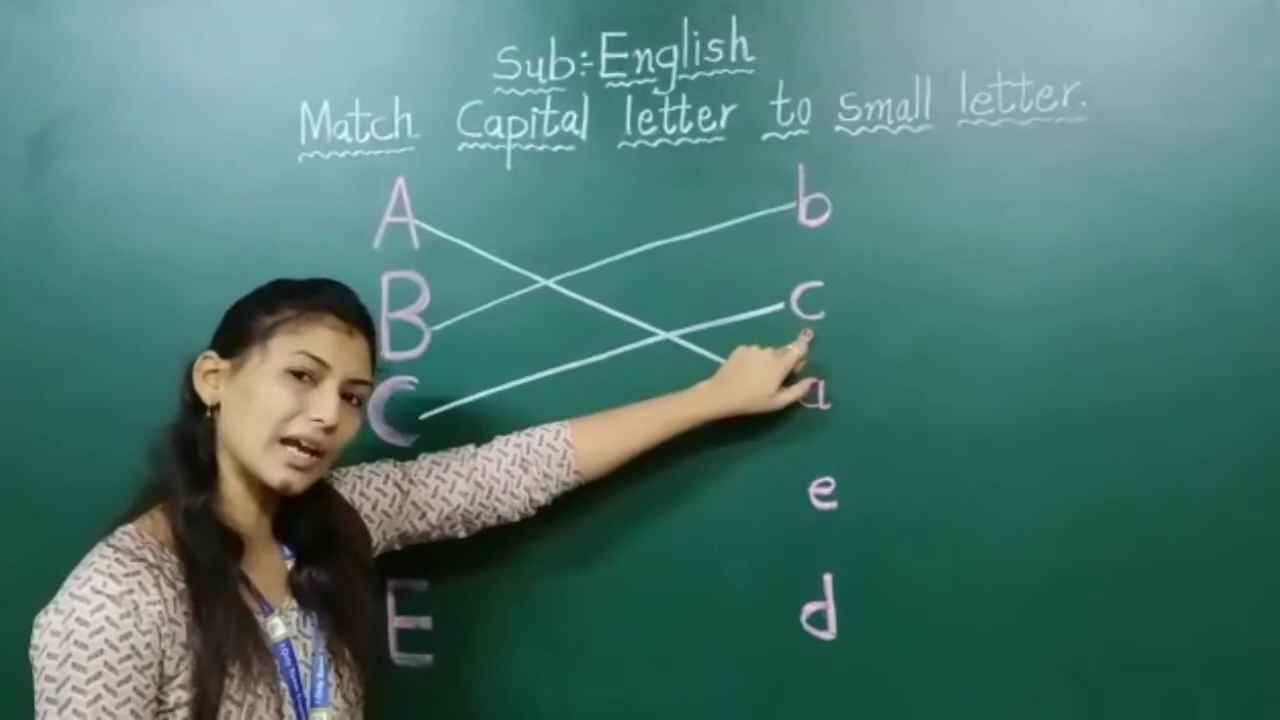 Sub:- English
Match Capital letter to small letter.
A b
B c
C a
e
E d